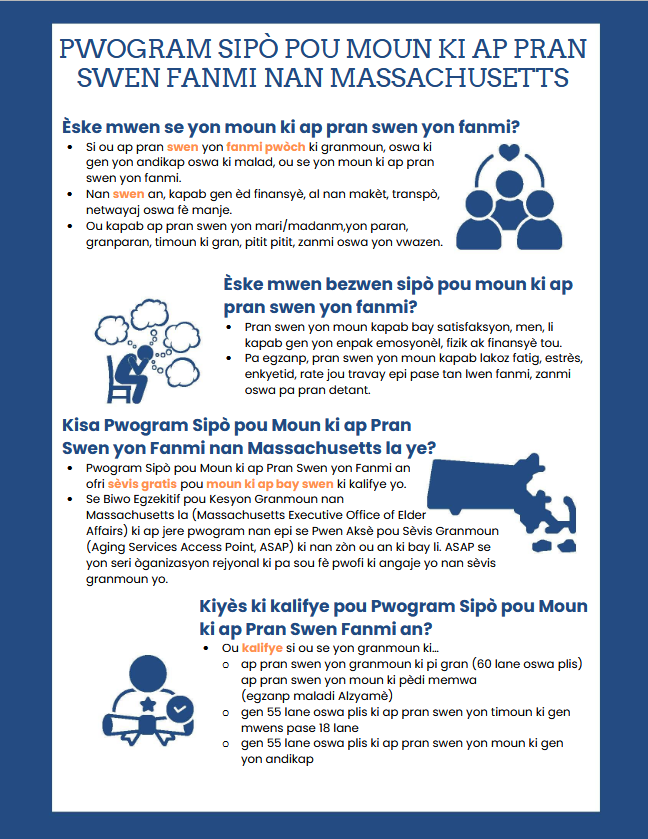 PWOGRAM SIPÒ POU MOUN KI AP PRAN
SWEN FANMI NAN MASSACHUSETTS
Èske mwen se yon moun ki ap pran swen yon fanmi?
• Si ou ap pran swen yon fanmi pwòch ki granmoun, oswa ki
gen yon andikap oswa ki malad, ou se yon moun ki ap pran
swen yon fanmi.
• Nan swen an, kapab gen èd finansyè, al nan makèt, transpò,
netwayaj oswa fè manje.
• Ou kapab ap pran swen yon mari/madanm,yon paran,
granparan, timoun ki gran, pitit pitit, zanmi oswa yon vwazen.
Èske mwen bezwen sipò pou moun ki ap
pran swen yon fanmi?
• Pran swen yon moun kapab bay satisfaksyon, men, li
kapab gen yon enpak emosyonèl, fizik ak finansyè tou.
• Pa egzanp, pran swen yon moun kapab lakoz fatig, estrès,
enkyetid, rate jou travay epi pase tan lwen fanmi, zanmi
oswa pa pran detant.
Kisa Pwogram Sipò pou Moun ki ap Pran
Swen yon Fanmi nan Massachusetts la ye?
• Pwogram Sipò pou Moun ki ap Pran Swen yon Fanmi an
ofri sèvis gratis pou moun ki ap bay swen ki kalifye yo.
• Se Biwo Egzekitif pou Kesyon Granmoun nan
Massachusetts la (Massachusetts Executive Office of Elder
Affairs) ki ap jere pwogram nan epi se Pwen Aksè pou Sèvis Granmoun
(Aging Services Access Point, ASAP) ki nan zòn ou an ki bay li. ASAP se
yon seri òganizasyon rejyonal ki pa sou fè pwofi ki angaje yo nan sèvis
granmoun yo.
Kiyès ki kalifye pou Pwogram Sipò pou Moun
ki ap Pran Swen Fanmi an?
• Ou kalifye si ou se yon granmoun ki…
o ap pran swen yon granmoun ki pi gran (60 lane oswa plis)
ap pran swen yon moun ki pèdi memwa
(egzanp maladi Alzyamè)
o gen 55 lane oswa plis ki ap pran swen yon timoun ki gen
mwens pase 18 lane
o gen 55 lane oswa plis ki ap pran swen yon moun ki gen
yon andikap